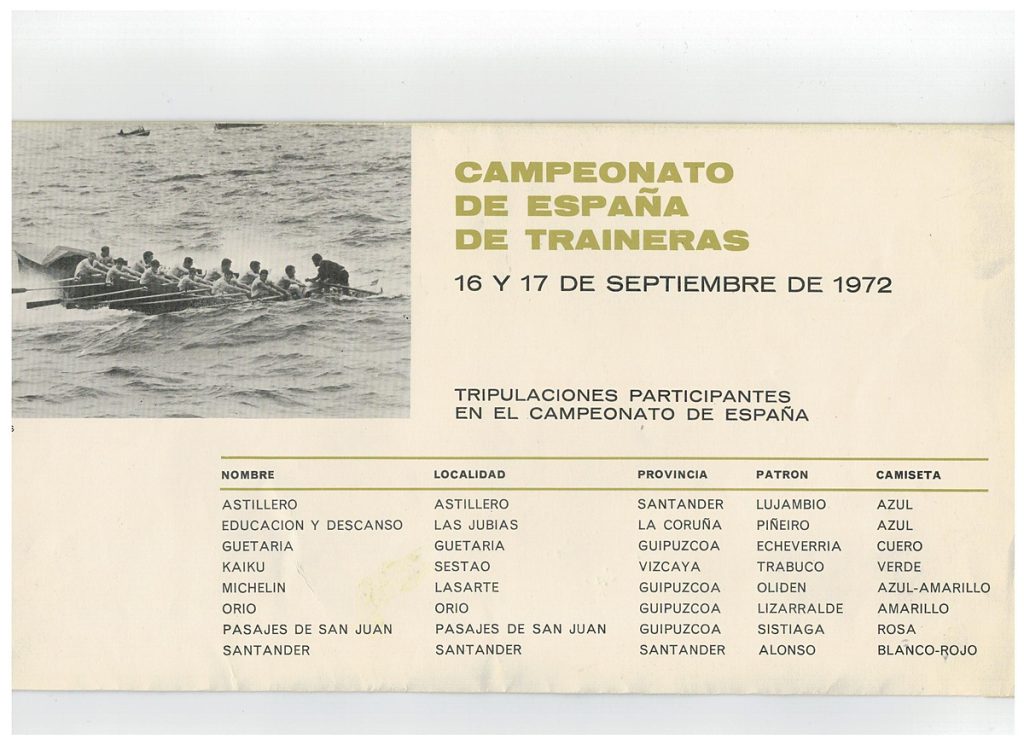 CAMPEONATO
DE ESPAÑA
DE TRAINERAS
16 Y 17 DE SEPTIEMBRE DE 1972
TRIPULACIONES PARTICIPANTES
EN EL CAMPEONATO DE ESPAÑA
s
NOMBRE LOCALIDAD PROVINCIA PATRON CAMISETA
ASTILLERO ASTILLERO SANTANDER LUJAMBIO AZUL
EDUCACION Y DESCANSO LAS JUBIAS LA CORUÑA PIÑEIRO AZUL
GUETARIA GUETARIA GUIPUZCOA ECHEVERRIA CUERO
KAIKU SESTAO VIZCAYA TRABUCO VERDE
MICHELIN LASARTE GUIPUZCOA OLIDEN AZUL-AMARILLO
ORIO ORIO GUIPUZCOA LIZARRALDE AMARILLO
PASAJES DE SAN JUAN PASAJES DE SAN JUAN GUIPUZCOA SISTIAGA ROSA
SANTANDER SANTANDER SANTANDER ALONSO BLANCO-ROJO